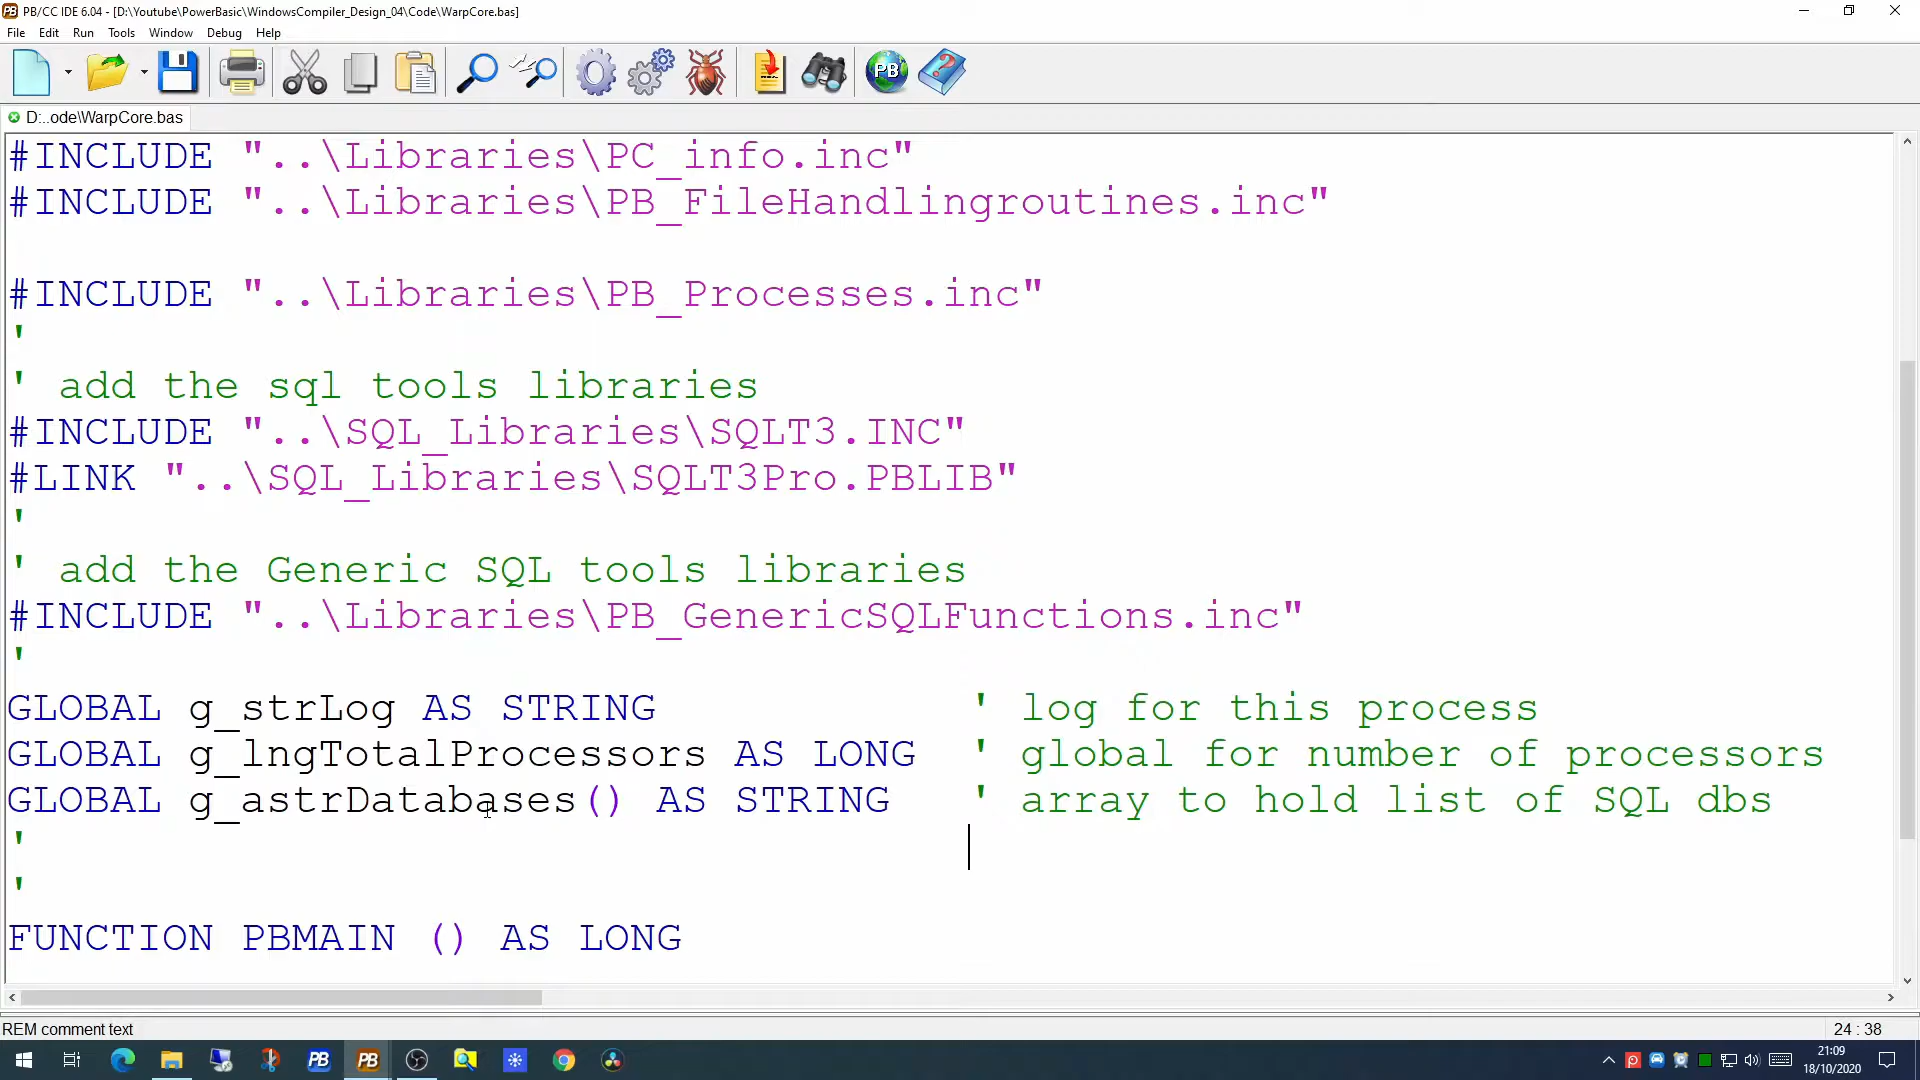 PB/CC IDE 6.04 - [D:\Youtube\PowerBasic\WindowsCompiler_Design_04\Code\WarpCore.bas]
File Edit Run Tools Window Debug Help
PB
D:..ode\WarpCore.bas
#INCLUDE "..\Libraries\PC_info.inc"
#INCLUDE "..\Libraries\PB_FileHandlingroutines.inc"
#INCLUDE "..\Libraries\PB_Processes.inc"
'
' add the sql tools libraries
#INCLUDE "..\SQL_Libraries\SQLT3.INC"
#LINK "..\SQL_Libraries\SQLT3Pro.PBLIB"
'
' add the Generic SQL tools libraries
#INCLUDE "..\Libraries\PB_GenericSQLFunctions.inc"
'
GLOBAL g_strLog AS STRING ' log for this process
GLOBAL g_lngTotalProcessors AS LONG ' global for number of processors
GLOBAL g_astrDatabases() AS STRING ' array to hold list of SQL dbs
'
'
FUNCTION PBMAIN () AS LONG
REM comment text 24 : 38
PB PB 21:09
18/10/2020